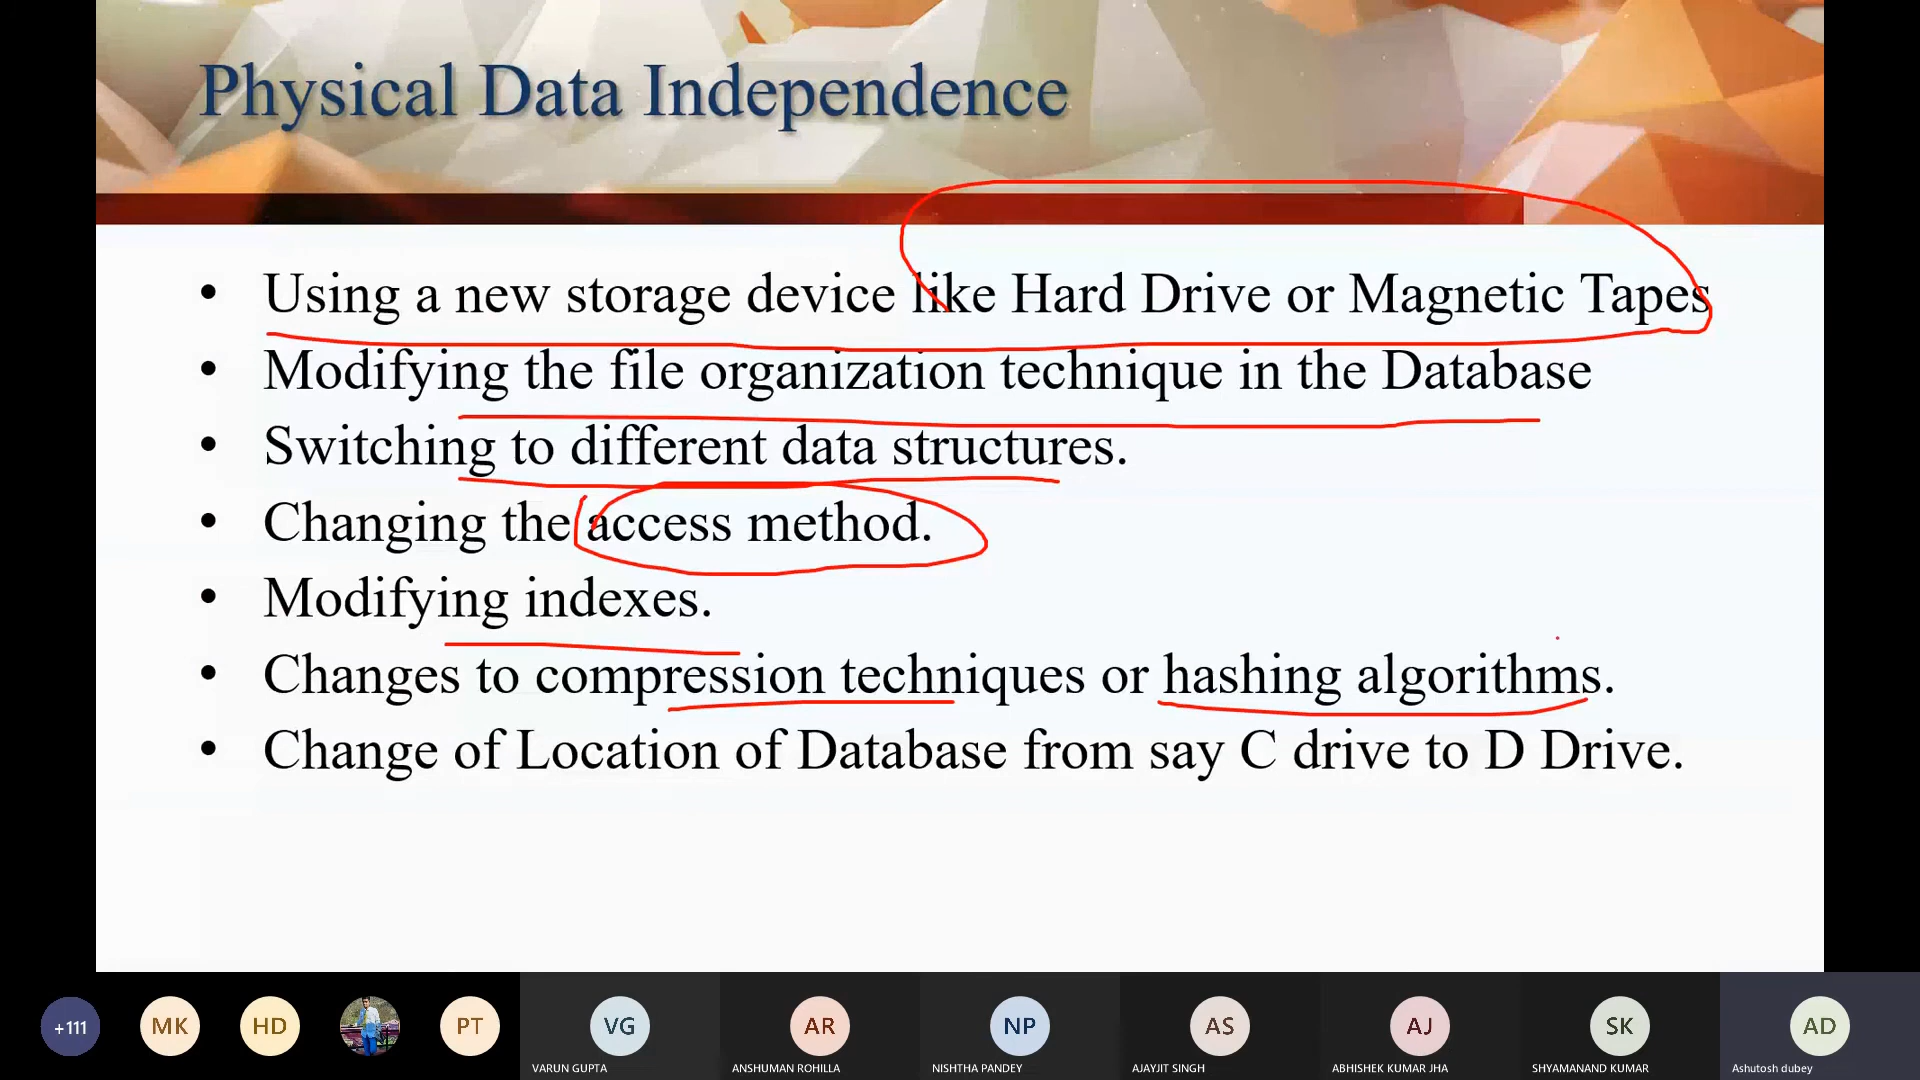 Physical Data Independence
• Using a new storage device like Hard Drive or Magnetic Tapes
• Modifying the file organization technique in the Database
• Switching to different data structures.
• Changing the access method.
• Modifying indexes.
• Changes to compression techniques or hashing algorithms.
• Change of Location of Database from say C drive to D Drive.
+111 MK HD PT VG AR NP AS AJ SK AD
VARUN GUPTA ANSHUMAN ROHILLA NISHTHA PANDEY AJAYJIT SINGH ABHISHEK KUMAR JHA SHYAMANAND KUMAR Ashutosh dubey